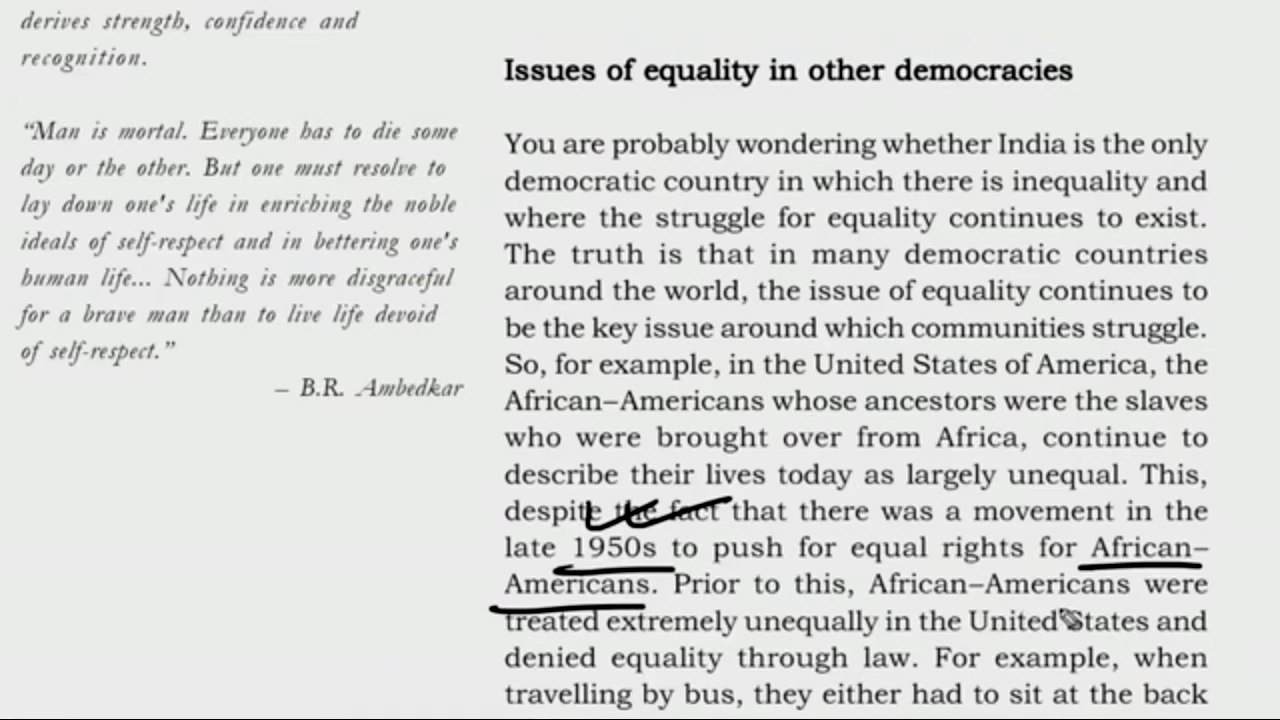 derives strength, confidence and
recognition.
“Man is mortal. Everyone has to die some
day or the other. But one must resolve to
lay down one's life in enriching the noble
ideals of self-respect and in bettering one's
human life... Nothing is more disgraceful
for a brave man than to live life devoid
of self-respect.”
– B.R. Ambedkar
Issues of equality in other democracies
You are probably wondering whether India is the only
democratic country in which there is inequality and
where the struggle for equality continues to exist.
The truth is that in many democratic countries
around the world, the issue of equality continues to
be the key issue around which communities struggle.
So, for example, in the United States of America, the
African–Americans whose ancestors were the slaves
who were brought over from Africa, continue to
describe their lives today as largely unequal. This,
despite the fact that there was a movement in the
late 1950s to push for equal rights for African–
Americans. Prior to this, African–Americans were
treated extremely unequally in the United States and
denied equality through law. For example, when
travelling by bus, they either had to sit at the back